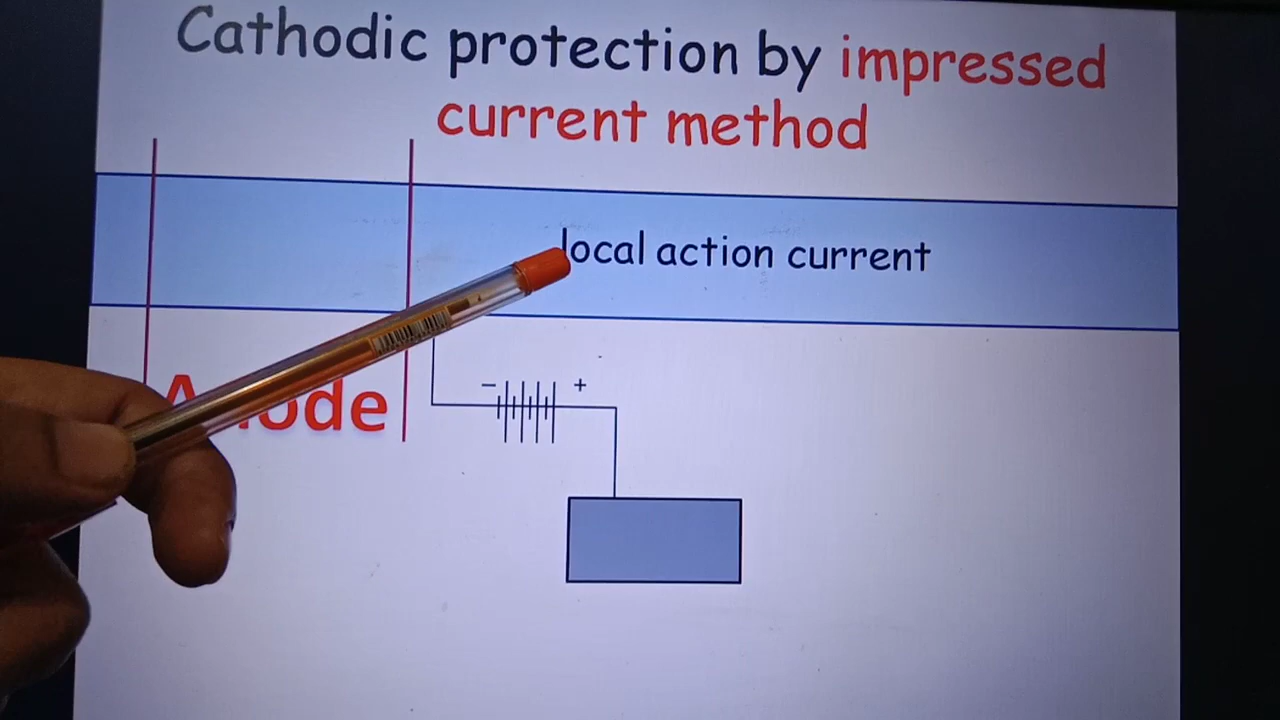 Cathodic protection by impressed
current method
local action current
- +